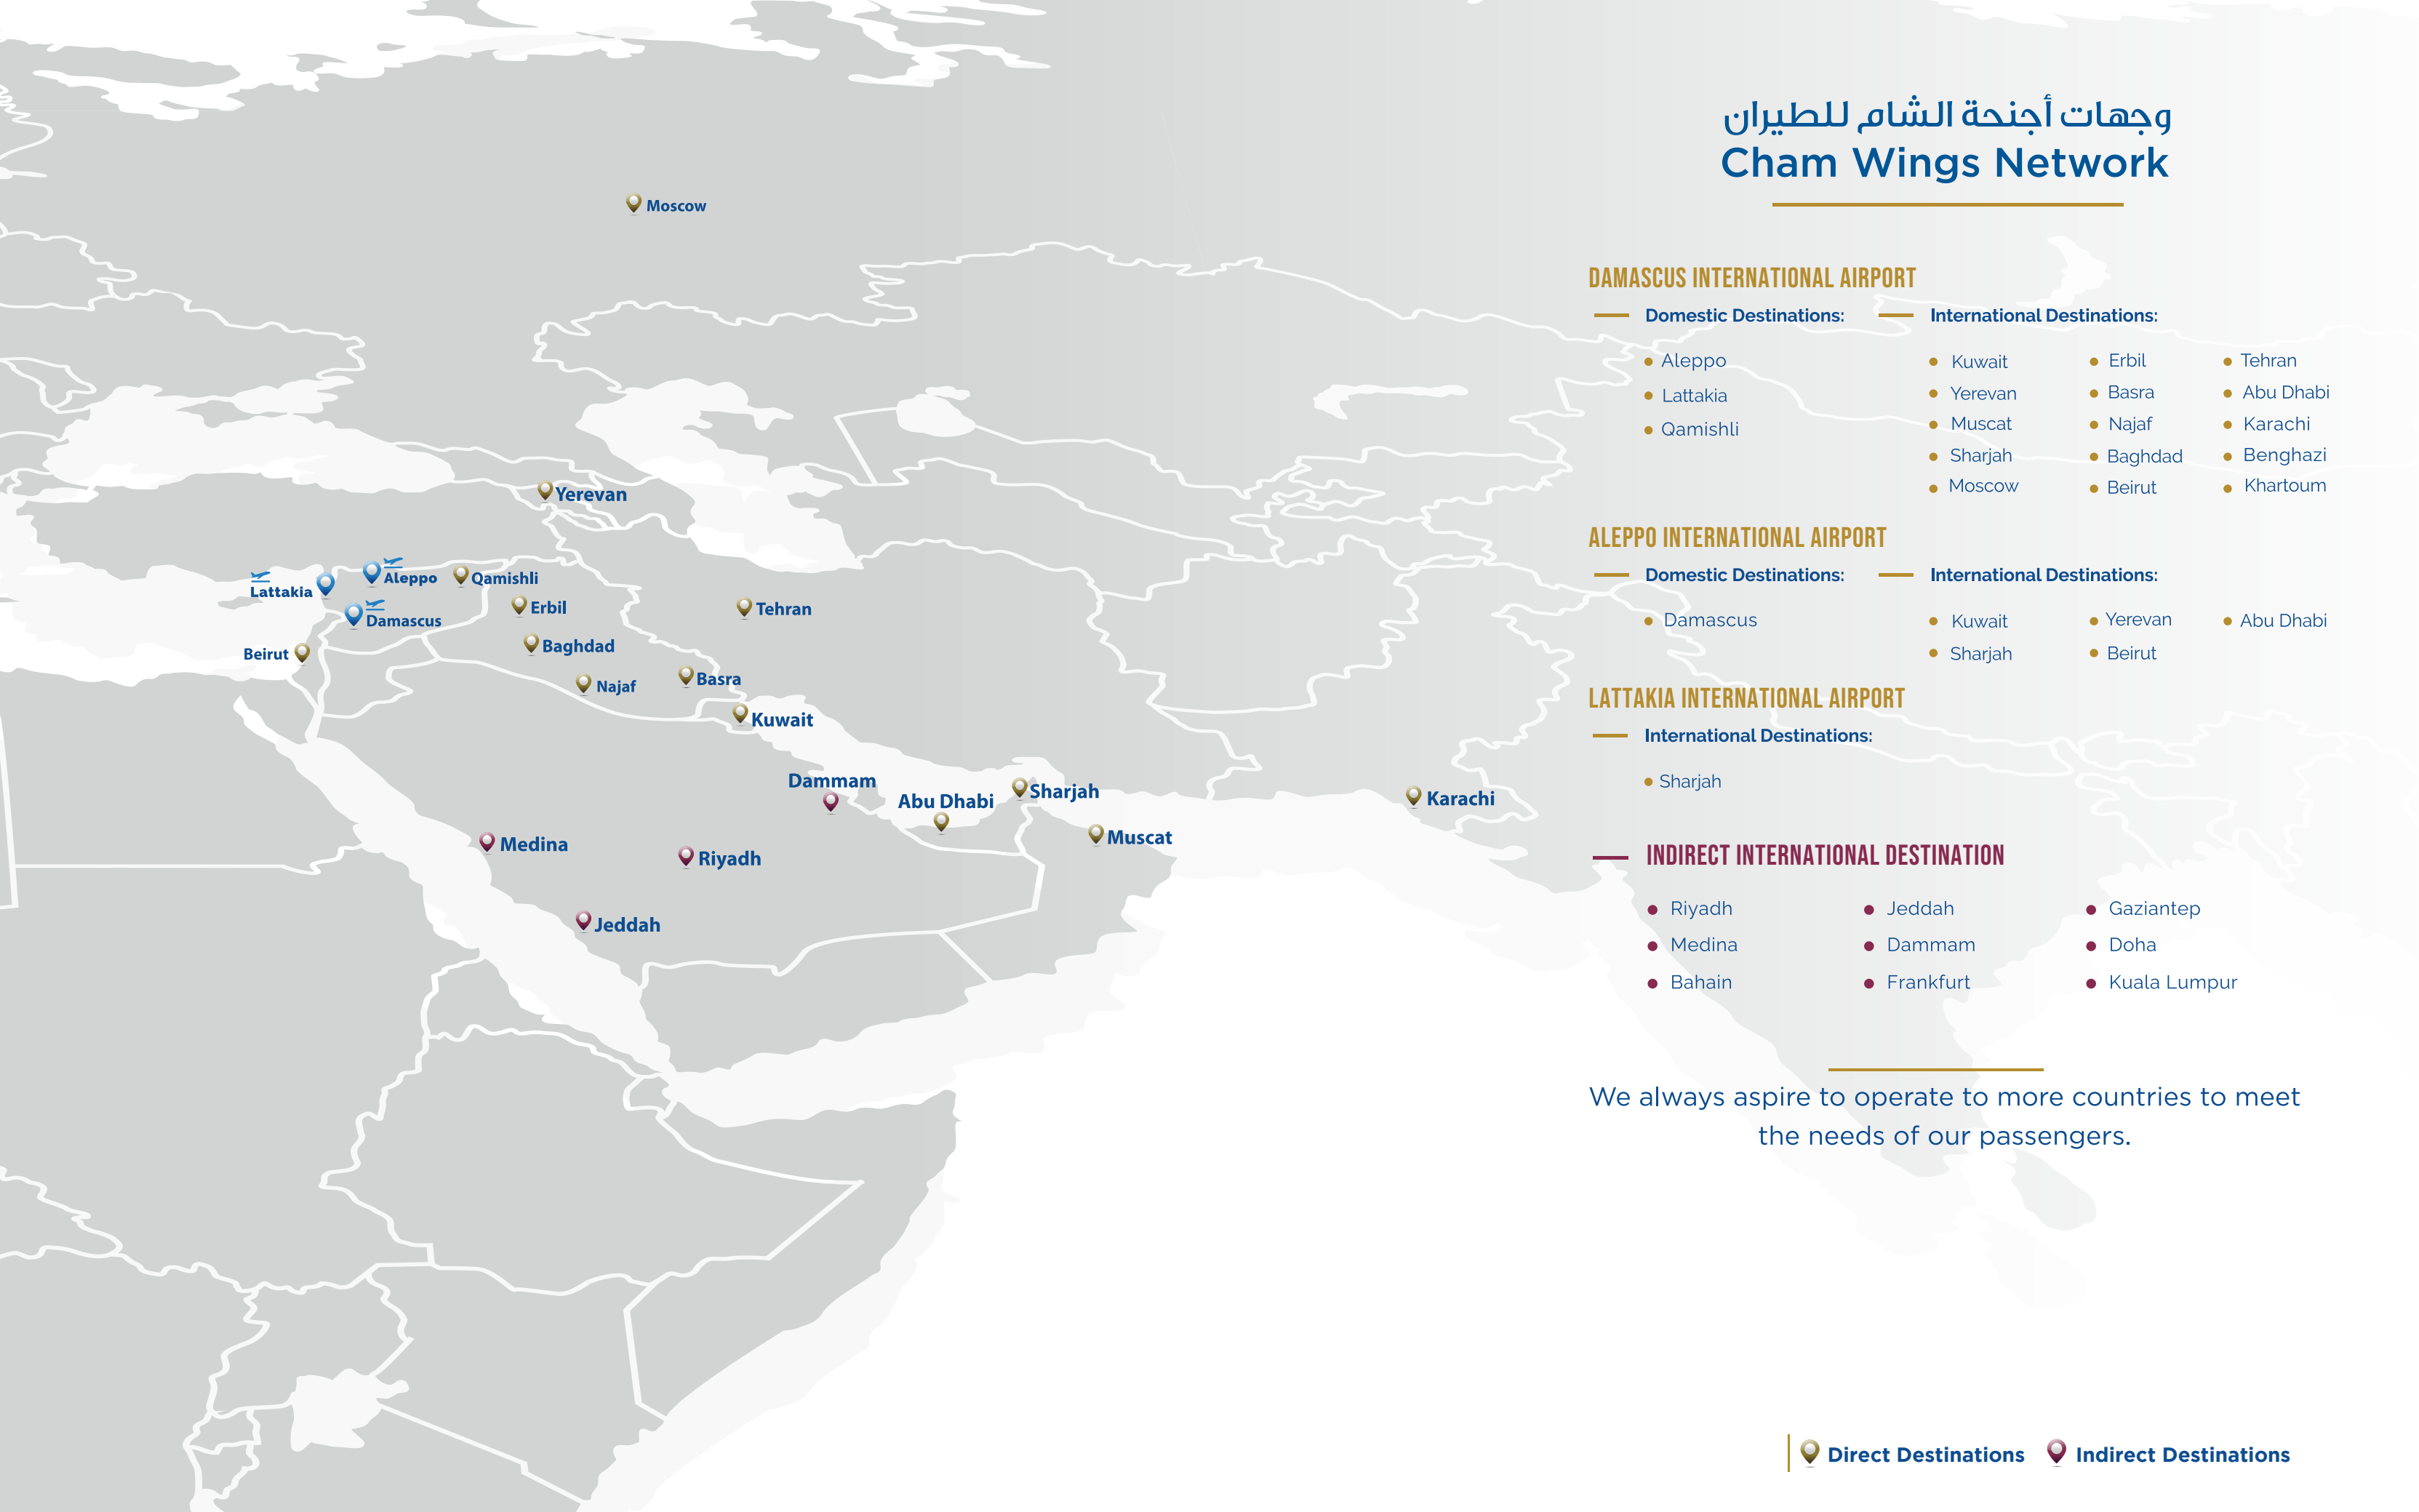 وجهات أجنحة الشام للطيران
Cham Wings Network
DAMASCUS INTERNATIONAL AIRPORT
Domestic Destinations:
Aleppo
Lattakia
Qamishli
International Destinations:
Kuwait
Yerevan
Muscat
Sharjah
Moscow
Erbil
Basra
Najaf
Baghdad
Beirut
Tehran
Abu Dhabi
Karachi
Benghazi
Khartoum
ALEPPO INTERNATIONAL AIRPORT
Domestic Destinations:
Damascus
International Destinations:
Kuwait
Sharjah
Yerevan
Beirut
Abu Dhabi
LATTAKIA INTERNATIONAL AIRPORT
International Destinations:
Sharjah
INDIRECT INTERNATIONAL DESTINATION
Riyadh
Medina
Bahain
Jeddah
Dammam
Frankfurt
Gaziantep
Doha
Kuala Lumpur
We always aspire to operate to more countries to meet
the needs of our passengers.
Direct Destinations
Indirect Destinations
Moscow
Yerevan
Lattakia
Aleppo
Qamishli
Damascus
Erbil
Tehran
Beirut
Baghdad
Najaf
Basra
Kuwait
Dammam
Abu Dhabi
Sharjah
Karachi
Muscat
Medina
Riyadh
Jeddah